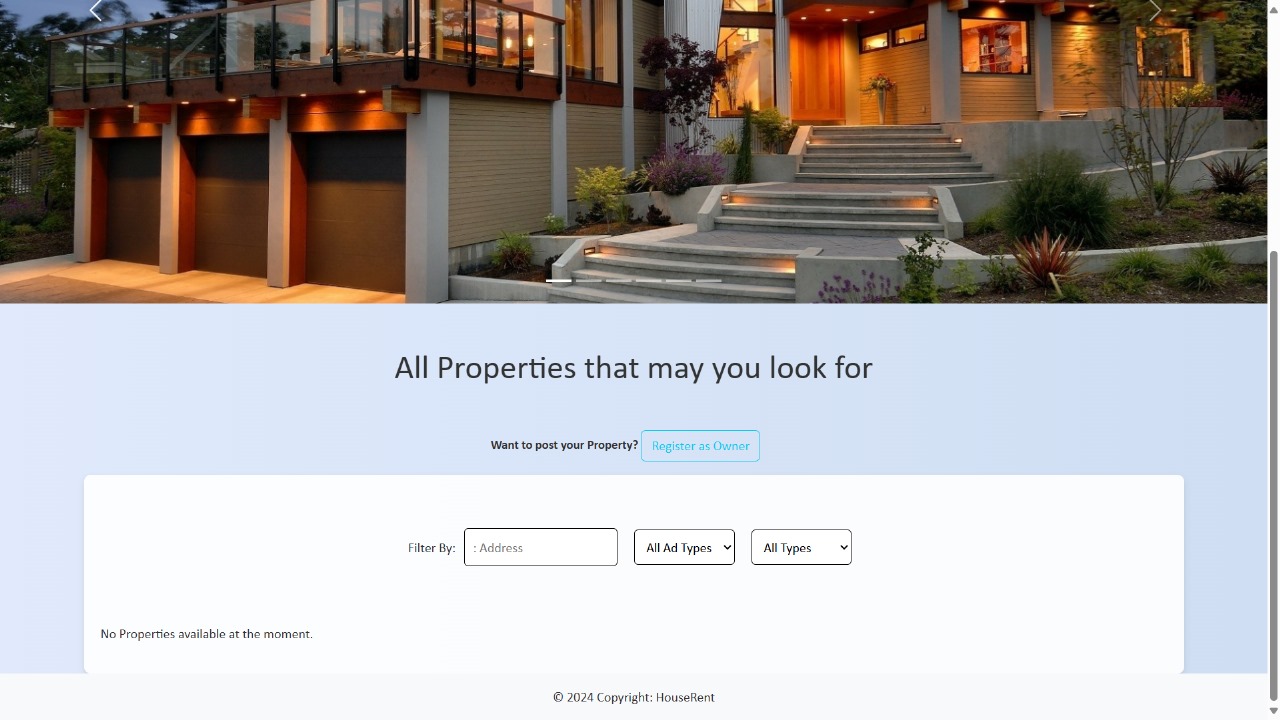 All Properties that may you look for
Want to post your Property? Register as Owner
Filter By: : Address All Ad Types All Types
No Properties available at the moment.
© 2024 Copyright: HouseRent